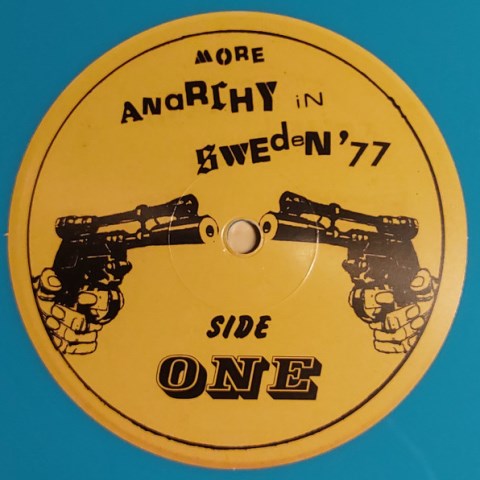 MORE
ANaRCHY iN
SWEdeN '77
SIDE
ONE